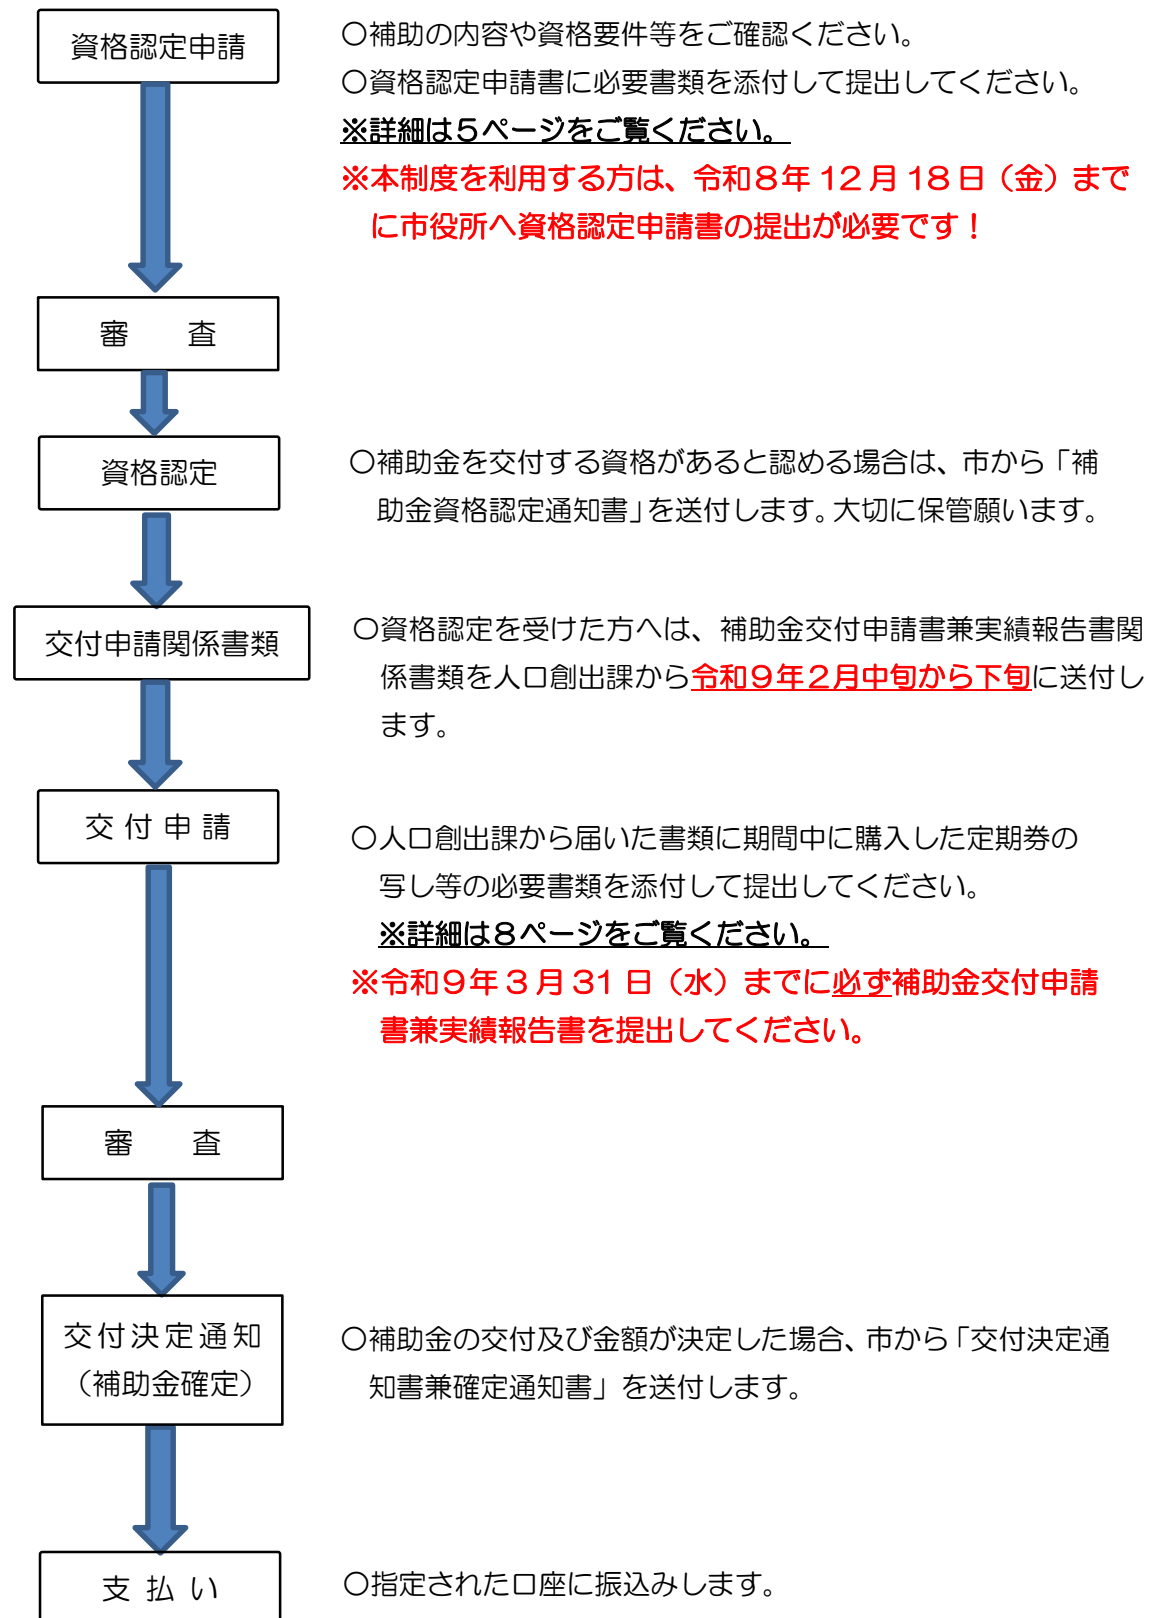 資格認定申請
〇補助の内容や資格要件等をご確認ください。
〇資格認定申請書に必要書類を添付して提出してください。
※詳細は５ページをご覧ください。
※本制度を利用する方は、令和８年 12 月 18 日（金）まで
に市役所へ資格認定申請書の提出が必要です！
審　　査
資格認定
〇補助金を交付する資格があると認める場合は、市から「補
助金資格認定通知書」を送付します。大切に保管願います。
交付申請関係書類
〇資格認定を受けた方へは、補助金交付申請書兼実績報告書関
係書類を人口創出課から令和９年２月中旬から下旬に送付し
ます。
交 付 申 請
〇人口創出課から届いた書類に期間中に購入した定期券の
写し等の必要書類を添付して提出してください。
※詳細は８ページをご覧ください。
※令和９年 3 月 31 日（水）までに必ず補助金交付申請
書兼実績報告書を提出してください。
審　　査
交付決定通知
（補助金確定）
〇補助金の交付及び金額が決定した場合、市から「交付決定通
知書兼確定通知書」を送付します。
支 払 い
〇指定された口座に振込みします。